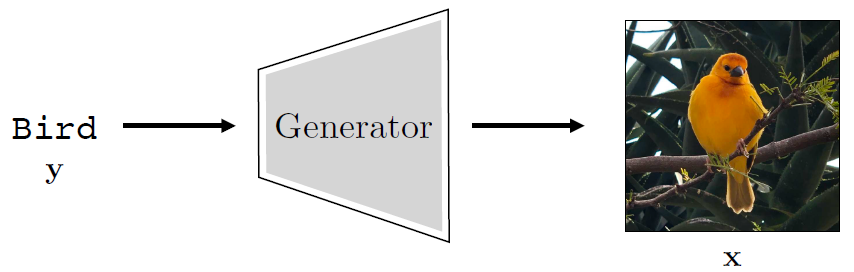 Bird
y
Generator
x